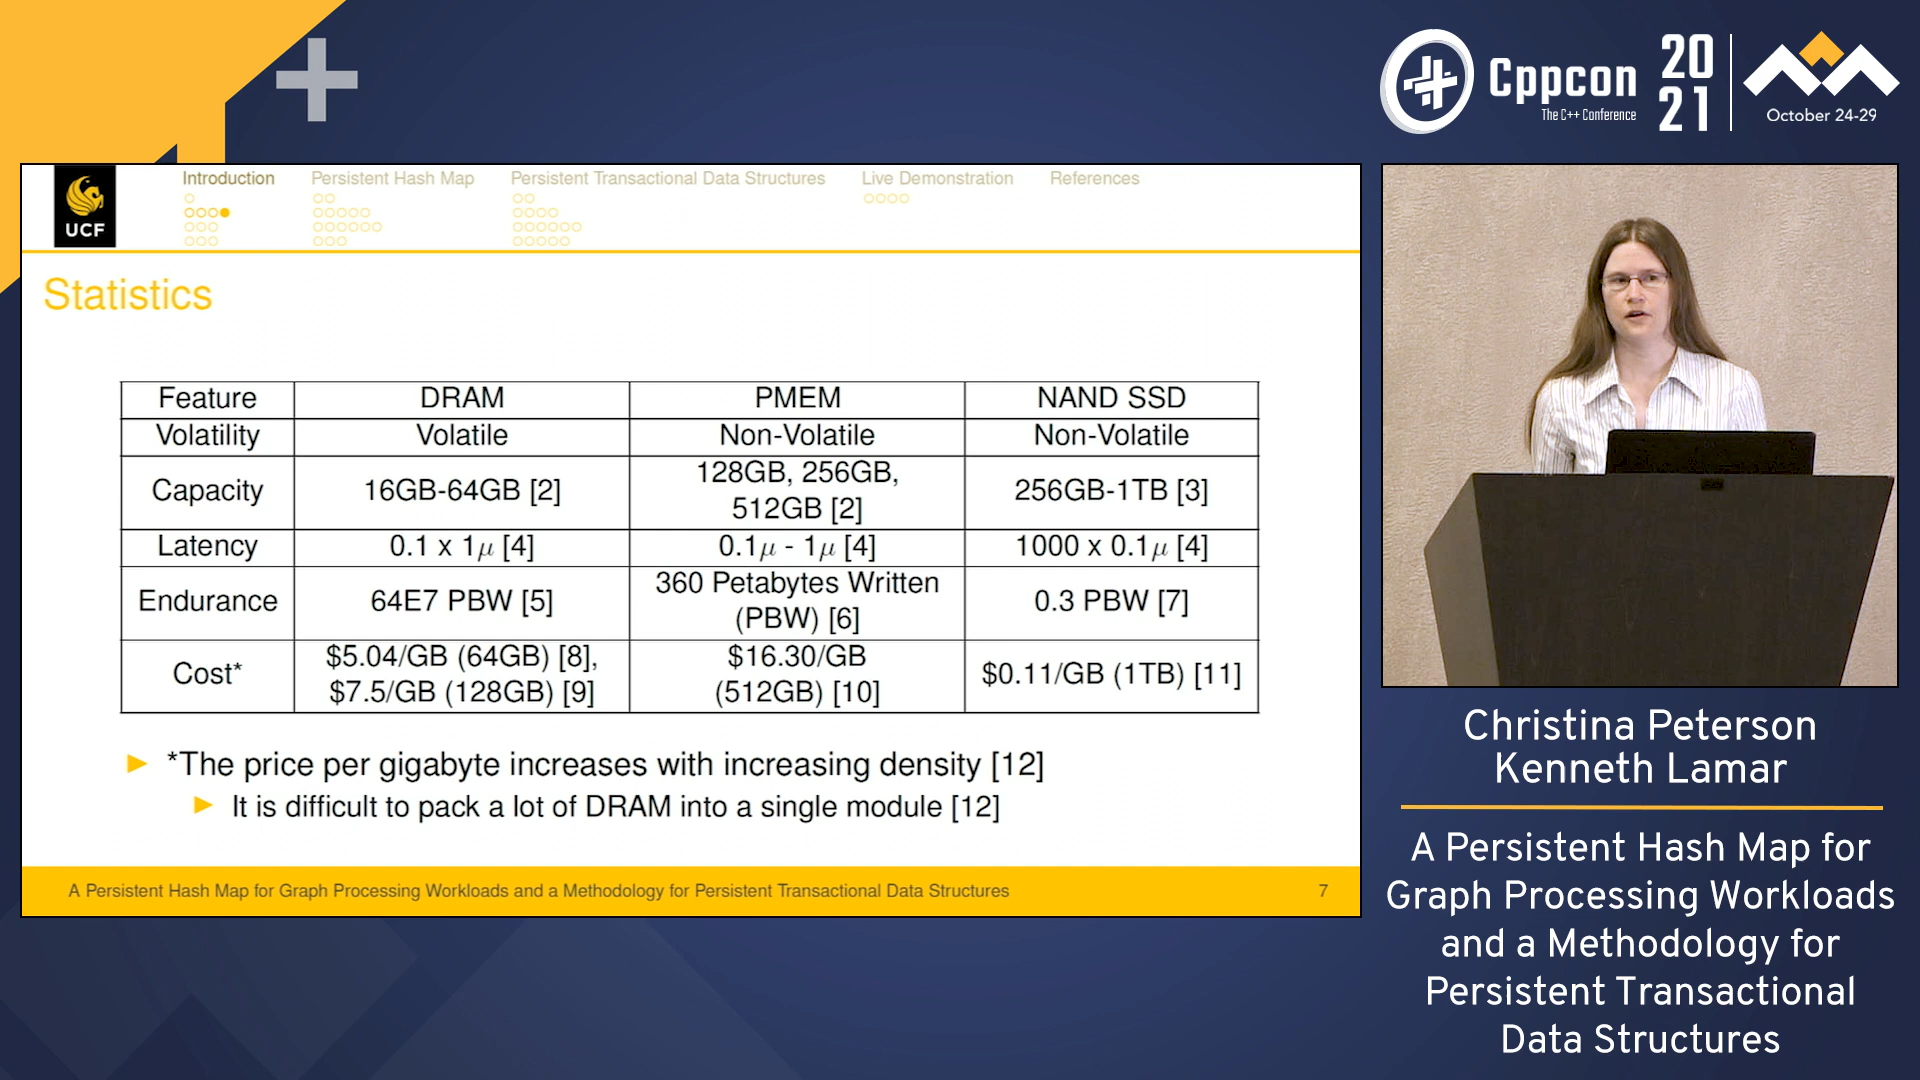 Cppcon
The C++ Conference
20
21
October 24-29
UCF
Introduction
Persistent Hash Map
Persistent Transactional Data Structures
Live Demonstration
References
Statistics
Feature DRAM PMEM NAND SSD
Volatility Volatile Non-Volatile Non-Volatile
Capacity 16GB-64GB [2] 128GB, 256GB,
512GB [2] 256GB-1TB [3]
Latency 0.1 x 1μ [4] 0.1μ - 1μ [4] 1000 x 0.1μ [4]
Endurance 64E7 PBW [5] 360 Petabytes Written
(PBW) [6] 0.3 PBW [7]
Cost* $5.04/GB (64GB) [8],
$7.5/GB (128GB) [9] $16.30/GB
(512GB) [10] $0.11/GB (1TB) [11]
*The price per gigabyte increases with increasing density [12]
It is difficult to pack a lot of DRAM into a single module [12]
A Persistent Hash Map for Graph Processing Workloads and a Methodology for Persistent Transactional Data Structures 7
Christina Peterson
Kenneth Lamar
A Persistent Hash Map for
Graph Processing Workloads
and a Methodology for
Persistent Transactional
Data Structures